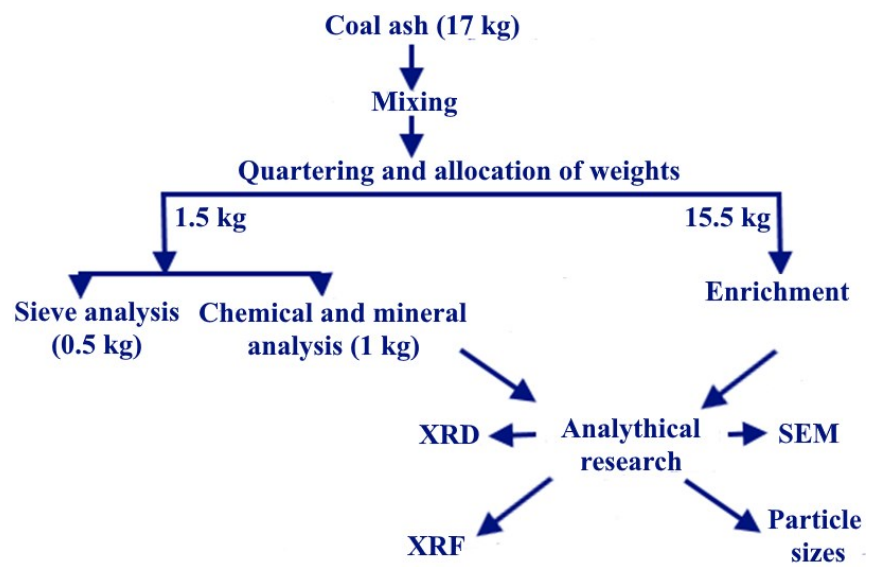 Coal ash (17 kg)
Mixing
Quartering and allocation of weights
1.5 kg
15.5 kg
Enrichment
Sieve analysis
(0.5 kg)
Chemical and mineral
analysis (1 kg)
XRD
Analythical
research
SEM
XRF
Particle
sizes